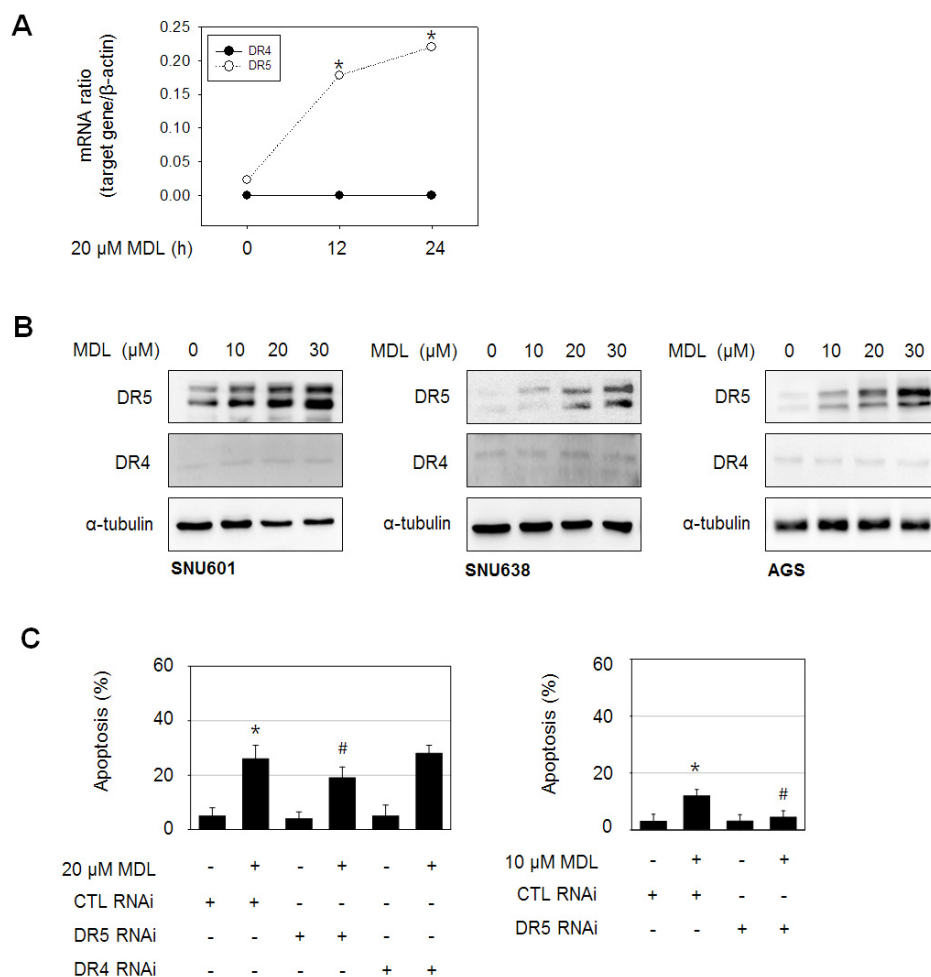 A
0.25
0.20
0.15
0.10
0.05
0.00
mRNA ratio
(target gene/β-actin)
DR4
DR5
*
*
20 µM MDL (h) 0 12 24
B
MDL (µM) 0 10 20 30
DR5
DR4
α-tubulin
SNU601
MDL (µM) 0 10 20 30
DR5
DR4
α-tubulin
SNU638
MDL (µM) 0 10 20 30
DR5
DR4
α-tubulin
AGS
C
Apoptosis (%)
60
40
20
0
*
#
20 µM MDL - + - + - +
CTL RNAi + + - - - -
DR5 RNAi - - + + - -
DR4 RNAi - - - - + +
Apoptosis (%)
60
40
20
0
*
#
10 µM MDL - + - +
CTL RNAi + + - -
DR5 RNAi - - + +